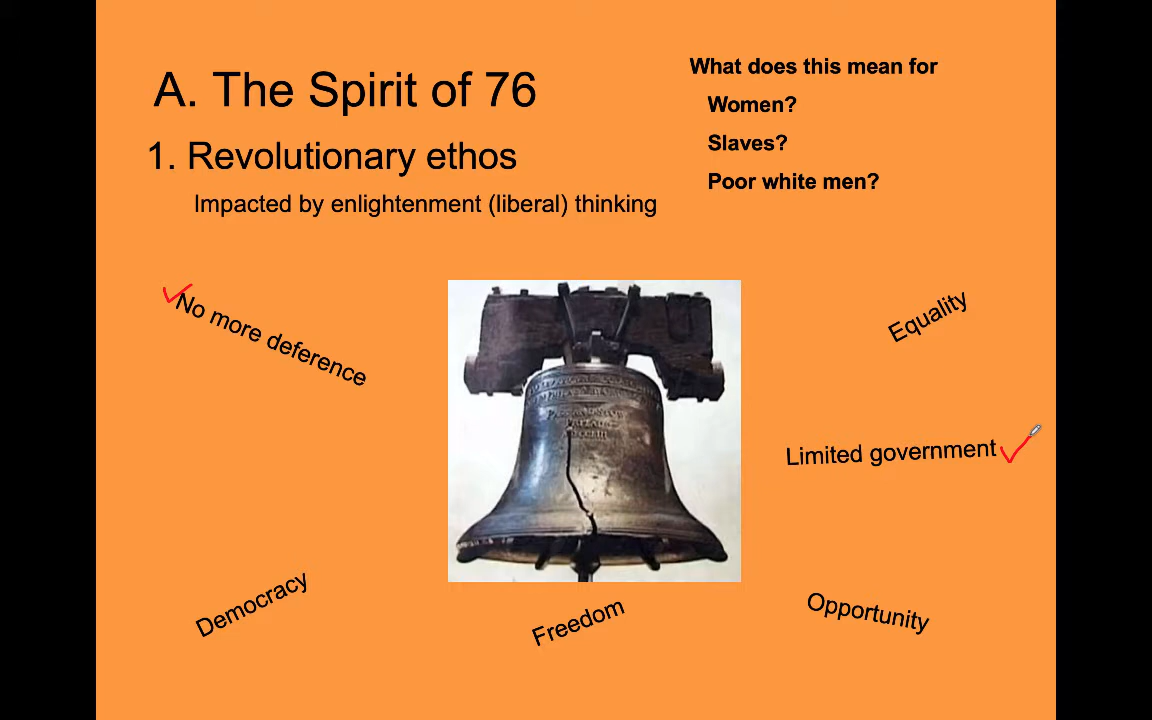 A. The Spirit of 76
1. Revolutionary ethos
Impacted by enlightenment (liberal) thinking
What does this mean for
Women?
Slaves?
Poor white men?
No more deference
Equality
Limited government
Democracy
Freedom
Opportunity